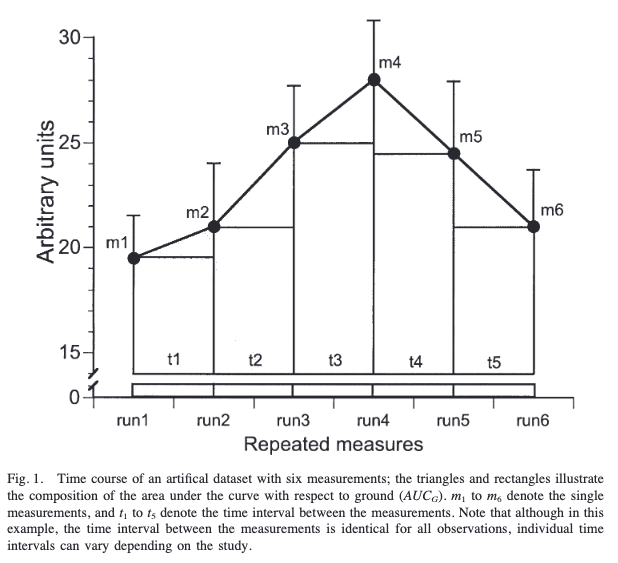 30
25
20
15
0
Arbitrary units
m1
m2
m3
m4
m5
m6
t1
t2
t3
t4
t5
run1
run2
run3
run4
run5
run6
Repeated measures
Fig. 1. Time course of an artifical dataset with six measurements; the triangles and rectangles illustrate
the composition of the area under the curve with respect to ground (AUCG). m1 to m6 denote the single
measurements, and t1 to t5 denote the time interval between the measurements. Note that although in this
example, the time interval between the measurements is identical for all observations, individual time
intervals can vary depending on the study.